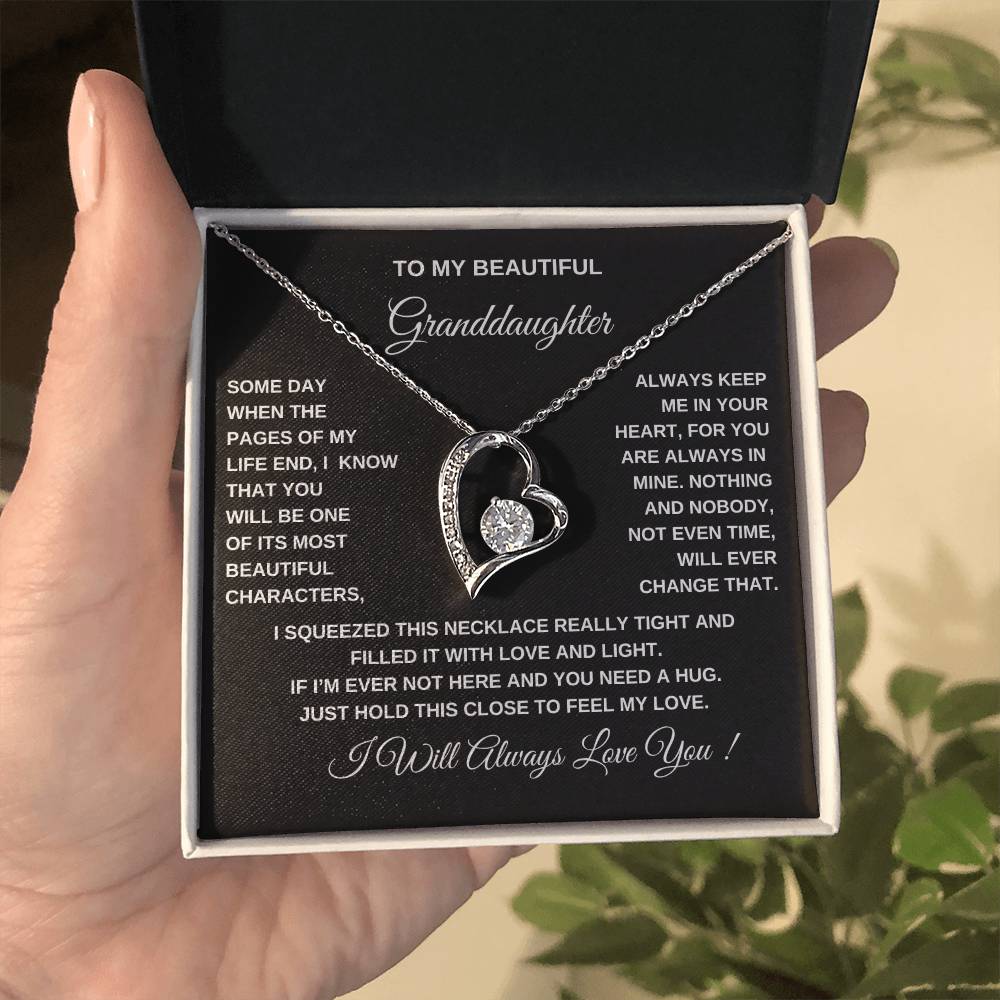 TO MY BEAUTIFUL
Granddaughter
SOME DAY
WHEN THE
PAGES OF MY
LIFE END, I KNOW
THAT YOU
WILL BE ONE
OF ITS MOST
BEAUTIFUL
CHARACTERS,
ALWAYS KEEP
ME IN YOUR
HEART, FOR YOU
ARE ALWAYS IN
MINE. NOTHING
AND NOBODY,
NOT EVEN TIME,
WILL EVER
CHANGE THAT.
I SQUEEZED THIS NECKLACE REALLY TIGHT AND
FILLED IT WITH LOVE AND LIGHT.
IF I'M EVER NOT HERE AND YOU NEED A HUG.
JUST HOLD THIS CLOSE TO FEEL MY LOVE.
I Will Always Love You !